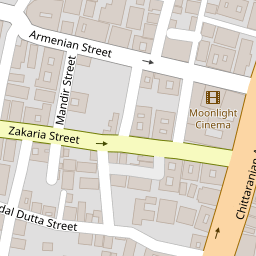 Armenian Street
Mandir Street
Moonlight
Cinema
Zakaria Street
Chittaranjan
dal Dutta Street